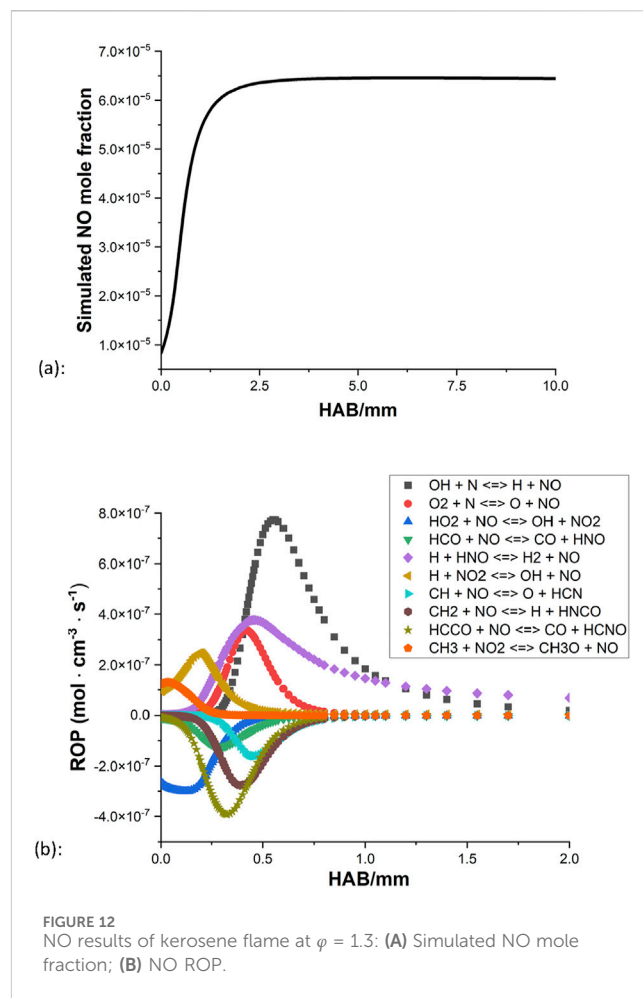 7.0×10⁻⁵
6.0×10⁻⁵
5.0×10⁻⁵
4.0×10⁻⁵
3.0×10⁻⁵
2.0×10⁻⁵
1.0×10⁻⁵
Simulated NO mole fraction
0.0 2.5 5.0 7.5 10.0
HAB/mm
(a):
OH + N <=> H + NO
O2 + N <=> O + NO
HO2 + NO <=> OH + NO2
HCO + NO <=> CO + HNO
H + HNO <=> H2 + NO
H + NO2 <=> OH + NO
CH + NO <=> O + HCN
CH2 + NO <=> H + HNCO
HCCO + NO <=> CO + HCNO
CH3 + NO2 <=> CH3O + NO
8.0×10⁻⁷
6.0×10⁻⁷
4.0×10⁻⁷
2.0×10⁻⁷
0.0
-2.0×10⁻⁷
-4.0×10⁻⁷
ROP (mol · cm⁻³ · s⁻¹)
0.0 0.5 1.0 1.5 2.0
HAB/mm
(b):
FIGURE 12
NO results of kerosene flame at φ = 1.3: (A) Simulated NO mole
fraction; (B) NO ROP.